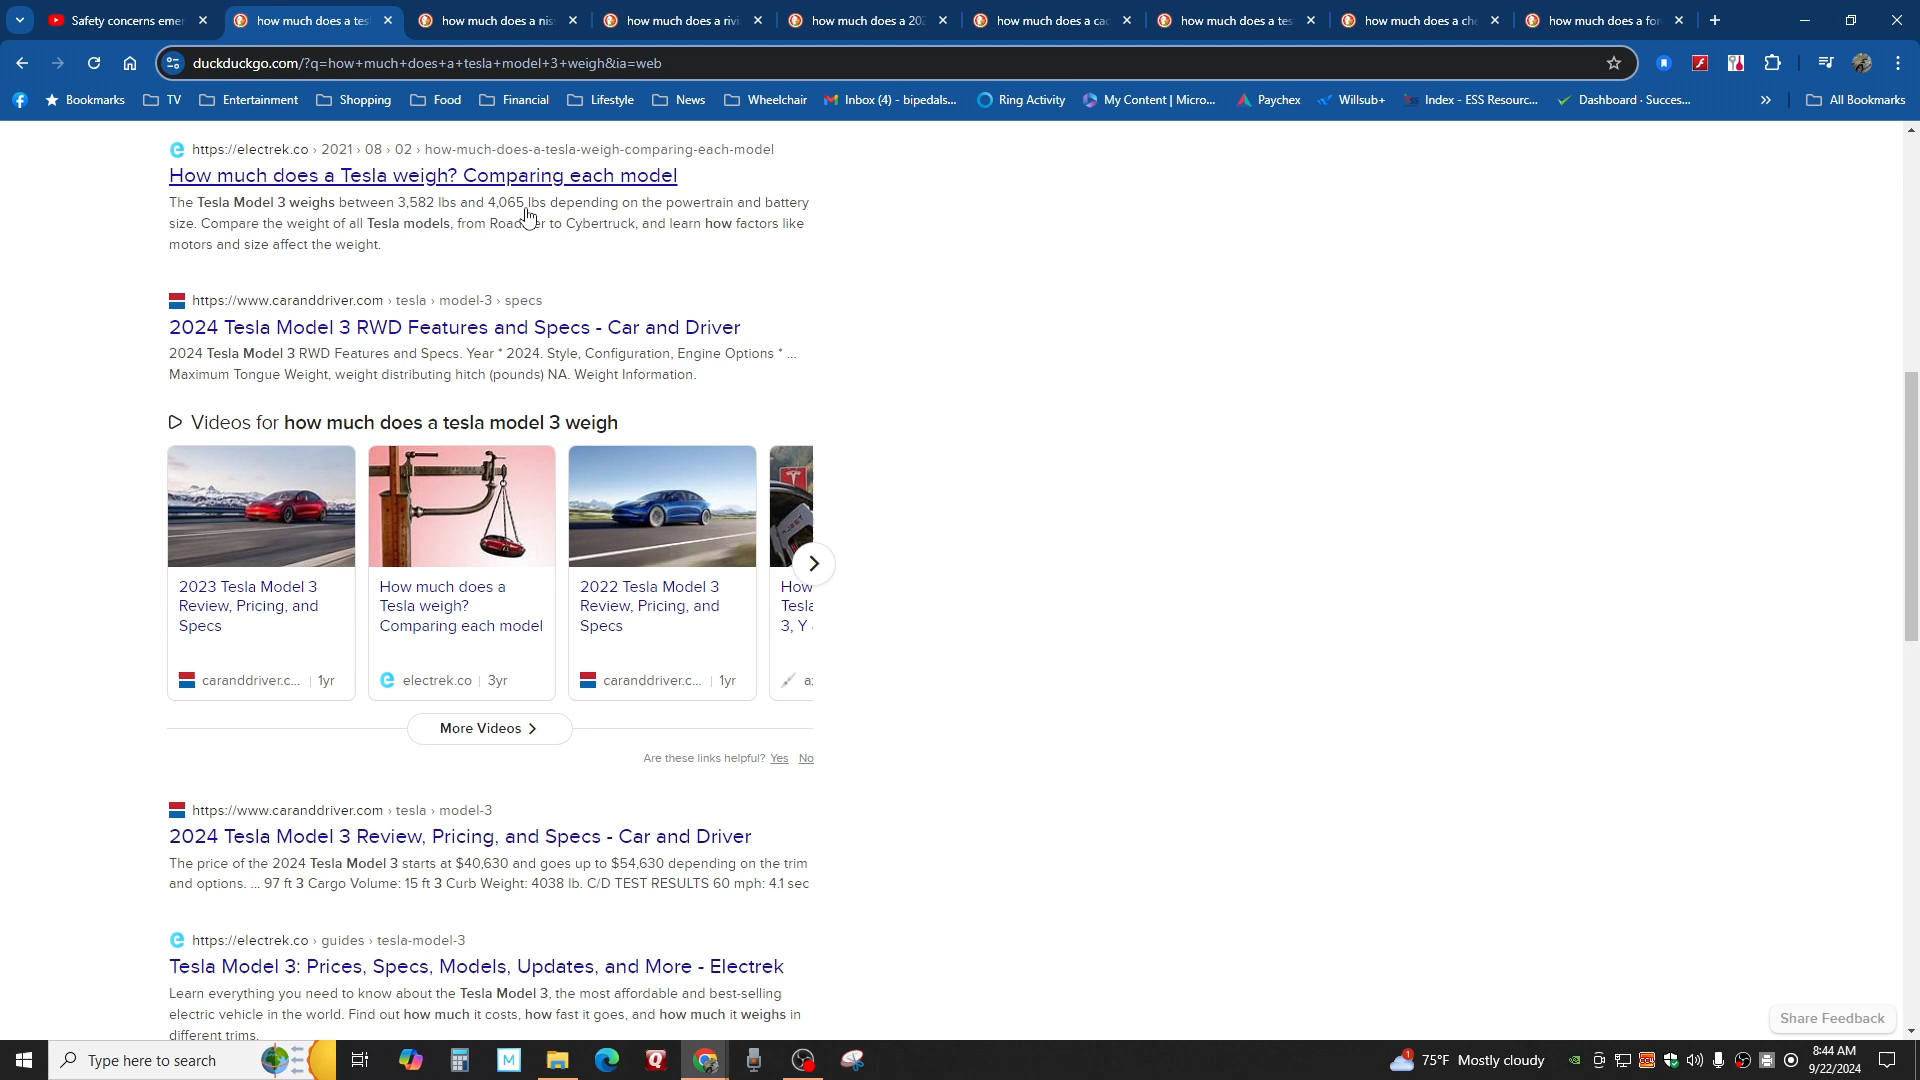 Safety concerns emer
how much does a tes
how much does a nis
how much does a rivi
how much does a 202
how much does a cad
how much does a tes
how much does a che
how much does a for
duckduckgo.com/?q=how+much+does+a+tesla+model+3+weigh&ia=web
Bookmarks TV Entertainment Shopping Food Financial Lifestyle News Wheelchair Inbox (4) - bipedals... Ring Activity My Content | Micro... Paychex Willsub+ Index - ESS Resourc... Dashboard · Succes... » All Bookmarks
https://electrek.co › 2021 › 08 › 02 › how-much-does-a-tesla-weigh-comparing-each-model
How much does a Tesla weigh? Comparing each model
The Tesla Model 3 weighs between 3,582 lbs and 4,065 lbs depending on the powertrain and battery
size. Compare the weight of all Tesla models, from Roadster to Cybertruck, and learn how factors like
motors and size affect the weight.
https://www.caranddriver.com › tesla › model-3 › specs
2024 Tesla Model 3 RWD Features and Specs - Car and Driver
2024 Tesla Model 3 RWD Features and Specs. Year * 2024. Style, Configuration, Engine Options * ...
Maximum Tongue Weight, weight distributing hitch (pounds) NA. Weight Information.
Videos for how much does a tesla model 3 weigh
2023 Tesla Model 3
Review, Pricing, and
Specs
caranddriver.c... | 1yr
How much does a
Tesla weigh?
Comparing each model
electrek.co | 3yr
2022 Tesla Model 3
Review, Pricing, and
Specs
caranddriver.c... | 1yr
How
Tesla
3, Y
More Videos
Are these links helpful? Yes No
https://www.caranddriver.com › tesla › model-3
2024 Tesla Model 3 Review, Pricing, and Specs - Car and Driver
The price of the 2024 Tesla Model 3 starts at $40,630 and goes up to $54,630 depending on the trim
and options. ... 97 ft 3 Cargo Volume: 15 ft 3 Curb Weight: 4038 lb. C/D TEST RESULTS 60 mph: 4.1 sec
https://electrek.co › guides › tesla-model-3
Tesla Model 3: Prices, Specs, Models, Updates, and More - Electrek
Learn everything you need to know about the Tesla Model 3, the most affordable and best-selling
electric vehicle in the world. Find out how much it costs, how fast it goes, and how much it weighs in
different trims.
Share Feedback
Type here to search
75°F Mostly cloudy
8:44 AM
9/22/2024